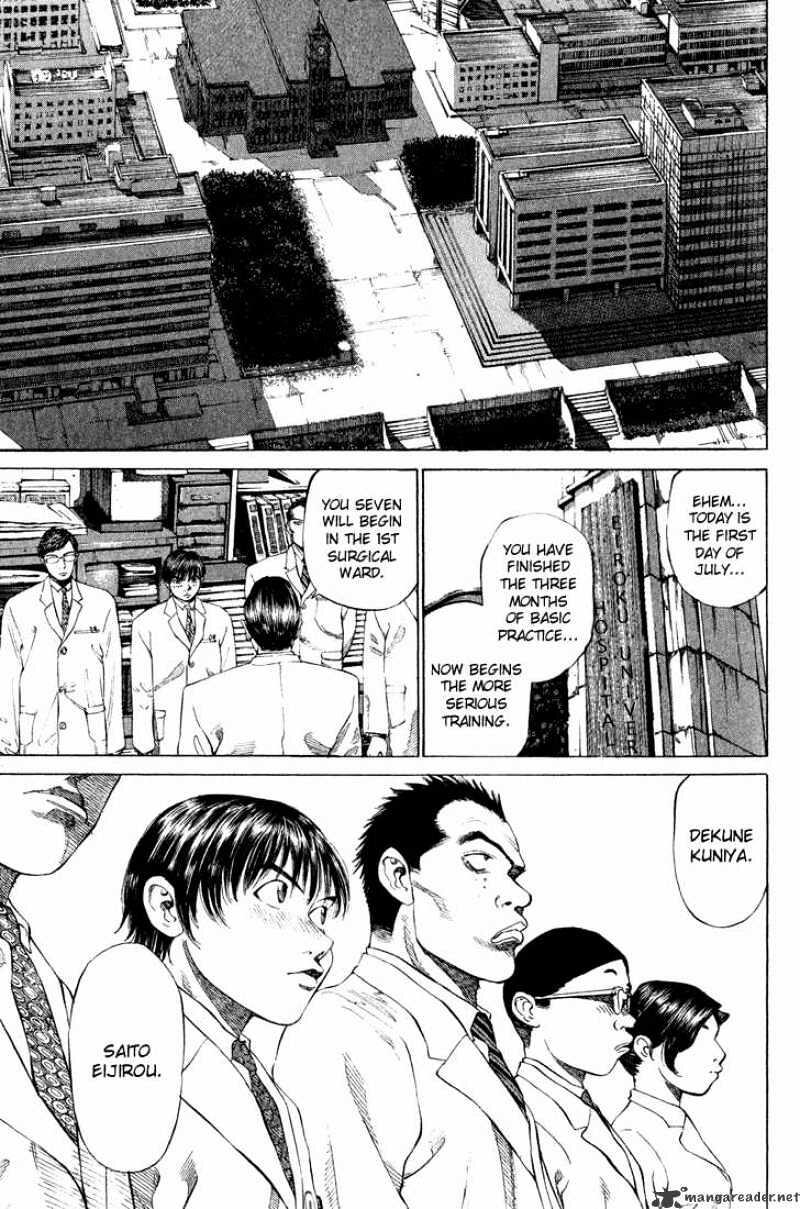 EHEM...
TODAY IS
THE FIRST
DAY OF
JULY...
YOU HAVE
FINISHED
THE THREE
MONTHS
OF BASIC
PRACTICE...
NOW BEGINS
THE MORE
SERIOUS
TRAINING.
EIROKU UNIVER
HOSPITAL
YOU SEVEN
WILL BEGIN
IN THE 1ST
SURGICAL
WARD.
DEKUNE
KUNIYA.
SAITO
EIJIROU.
mangareader.net